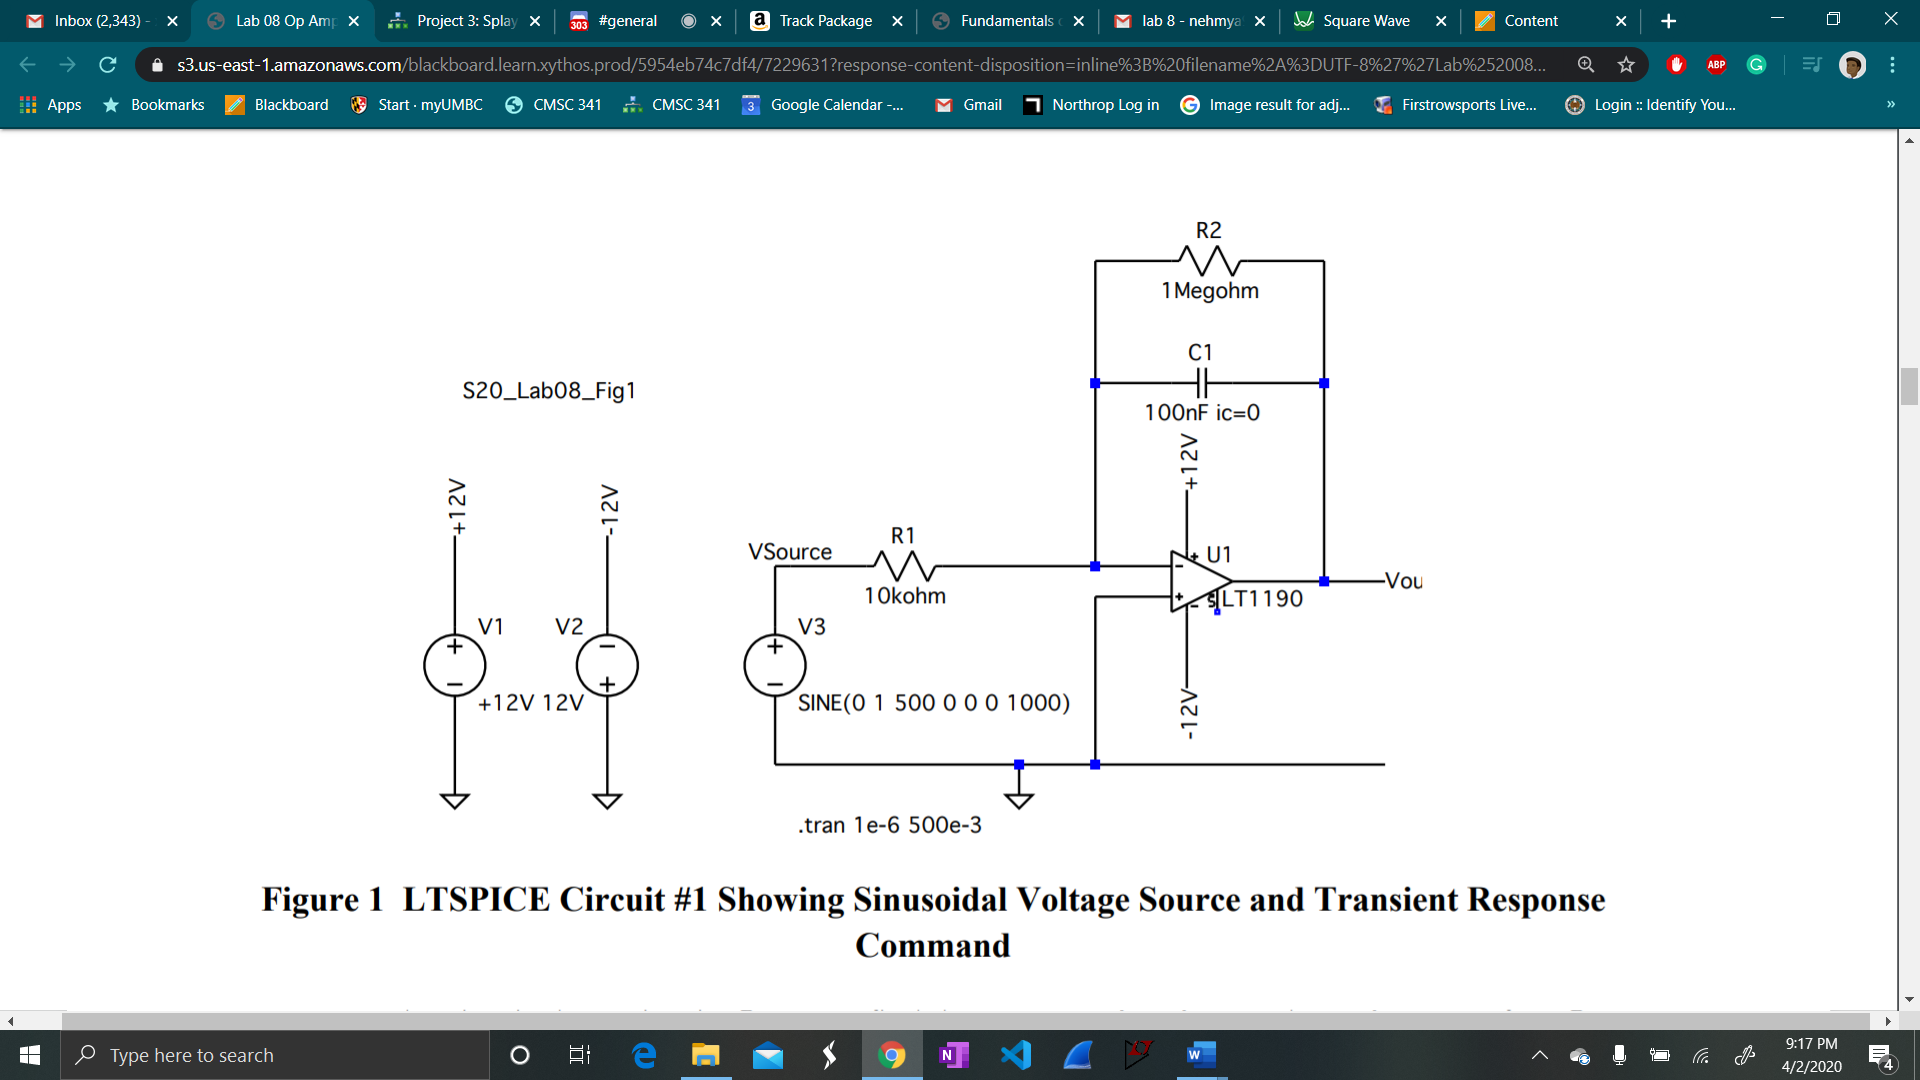 Inbox (2,343) -
Lab 08 Op Amp
Project 3: Splay
303 #general
a Track Package
Fundamentals
lab 8 - nehmya
Square Wave
Content
s3.us-east-1.amazonaws.com/blackboard.learn.xythos.prod/5954eb74c7df4/7229631?response-content-disposition=inline%3B%20filename%2A%3DUTF-8%27%27Lab%252008...
ABP
G
Apps
Bookmarks
Blackboard
Start · myUMBC
CMSC 341
CMSC 341
3 Google Calendar -...
Gmail
Northrop Log in
G Image result for adj...
Firstrowsports Live...
Login :: Identify You...
»
R2
1Megohm
C1
100nF ic=0
S20_Lab08_Fig1
+12V
+12V
-12V
VSource
R1
10kohm
U1
LT1190
Vou
V1
V2
V3
+12V 12V
SINE(0 1 500 0 0 0 1000)
-12V
.tran 1e-6 500e-3
Figure 1 LTSPICE Circuit #1 Showing Sinusoidal Voltage Source and Transient Response
Command
Type here to search
N
W
9:17 PM
4/2/2020
4